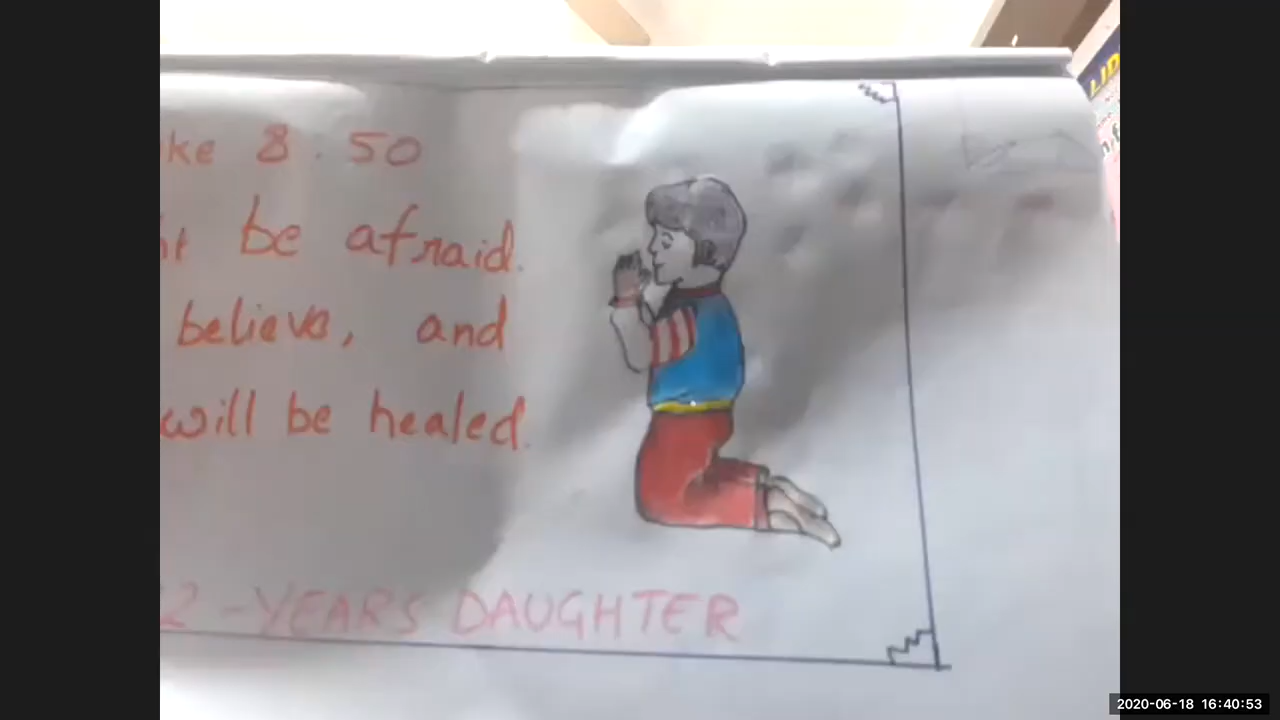 ke 8.50
be afraid.
believe, and
will be healed.
2-YEARS DAUGHTER
LID
2020-06-18 16:40:53